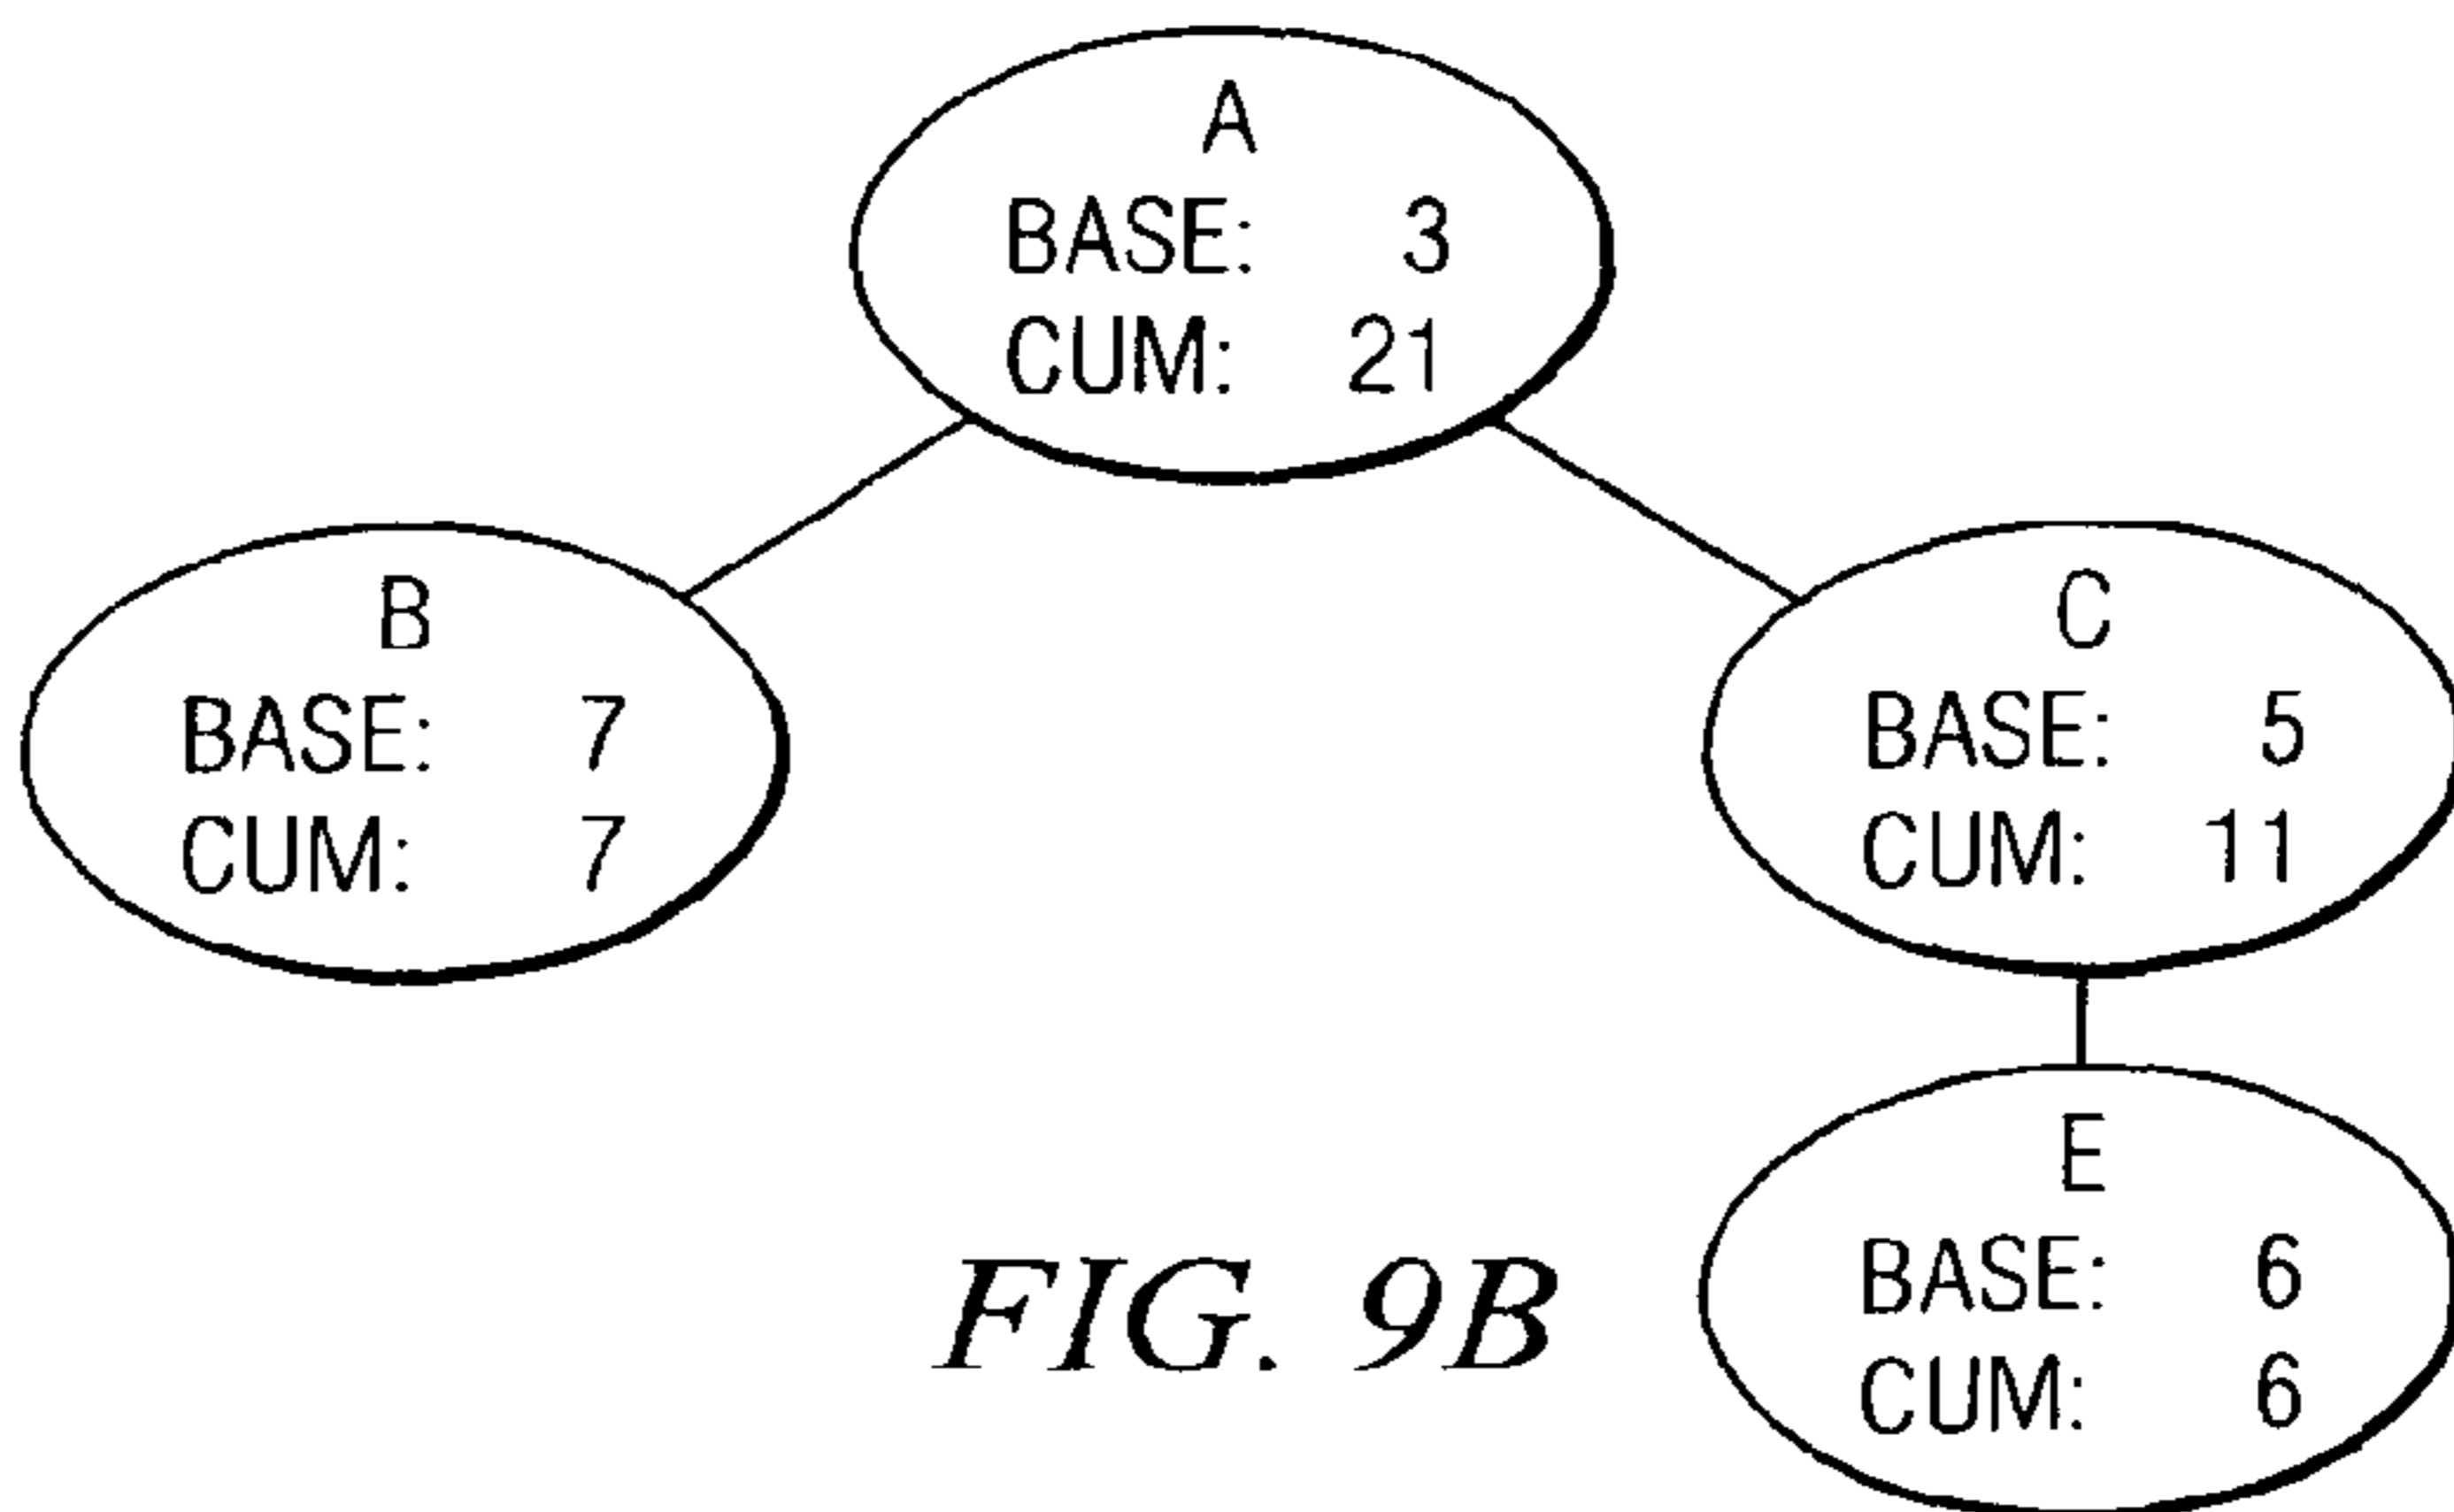 A
BASE: 3
CUM: 21
B
BASE: 7
CUM: 7
C
BASE: 5
CUM: 11
E
BASE: 6
CUM: 6
FIG. 9B